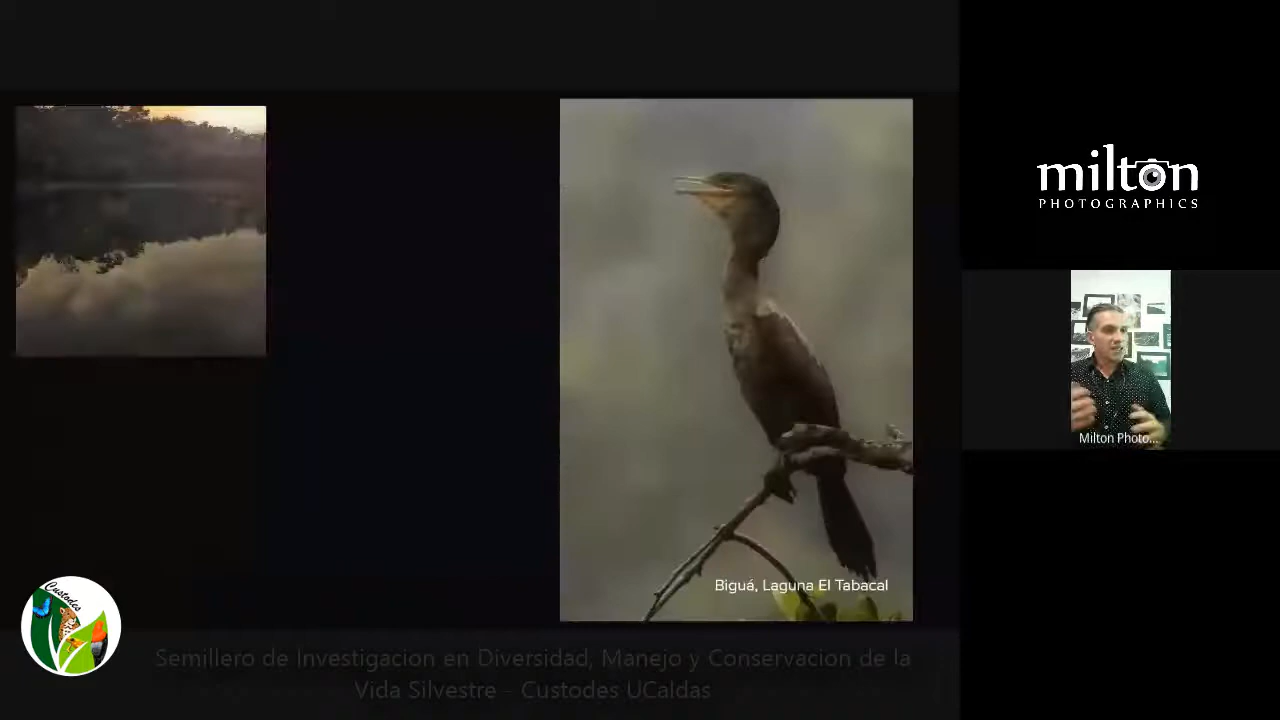 milton
PHOTOGRAPHICS
Milton Photo...
Biguá, Laguna El Tabacal
Custodes
Semillero de Investigacion en Diversidad, Manejo y Conservacion de la
Vida Silvestre - Custodes UCaldas